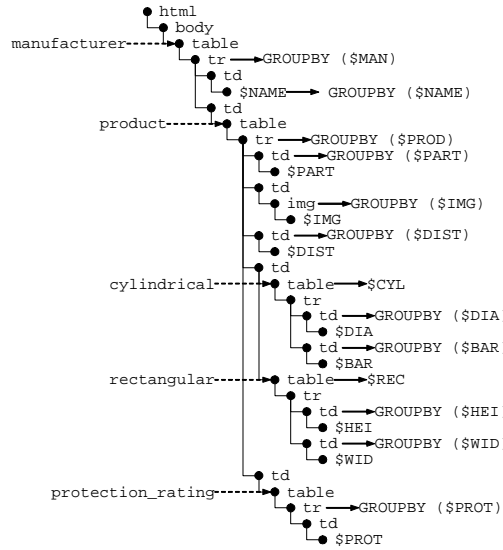 html
body
manufacturer table
tr GROUPBY ($MAN)
td
$NAME GROUPBY ($NAME)
td
product table
tr GROUPBY ($PROD)
td GROUPBY ($PART)
$PART
td
img GROUPBY ($IMG)
$IMG
td GROUPBY ($DIST)
$DIST
td
cylindrical table $CYL
tr
td GROUPBY ($DIA
$DIA
td GROUPBY ($BAR
$BAR
rectangular table $REC
tr
td GROUPBY ($HEI
$HEI
td GROUPBY ($WID
$WID
td
protection_rating table
tr GROUPBY ($PROT)
td
$PROT